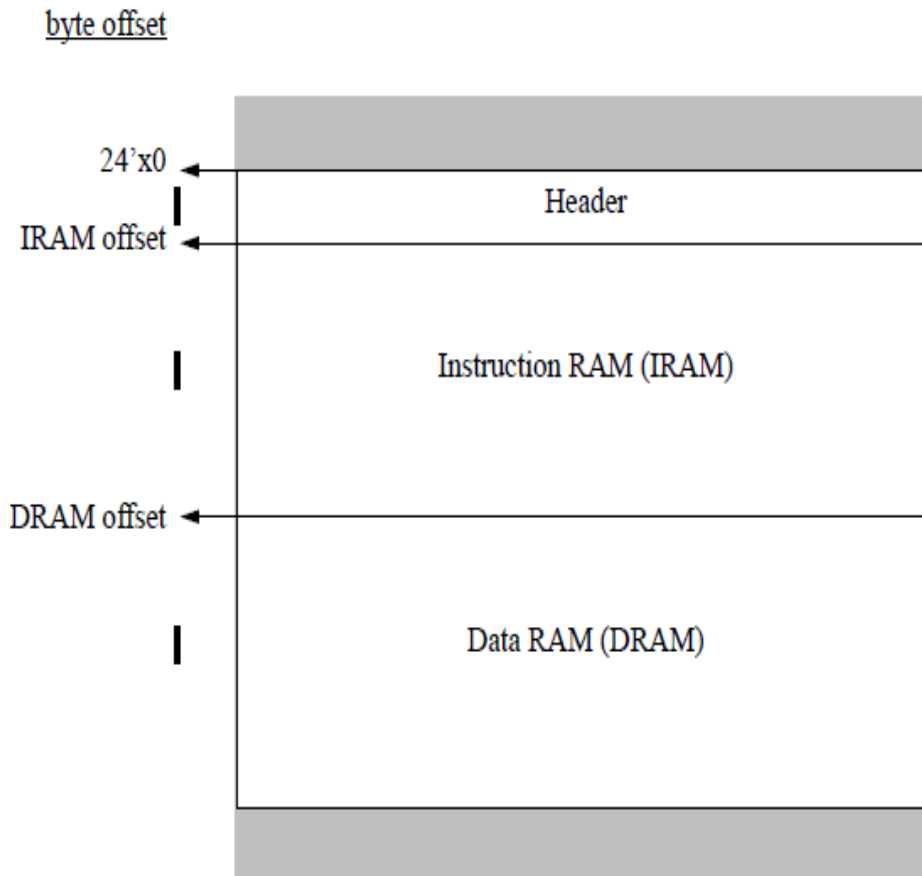 byte offset
24’x0
Header
IRAM offset
Instruction RAM (IRAM)
DRAM offset
Data RAM (DRAM)